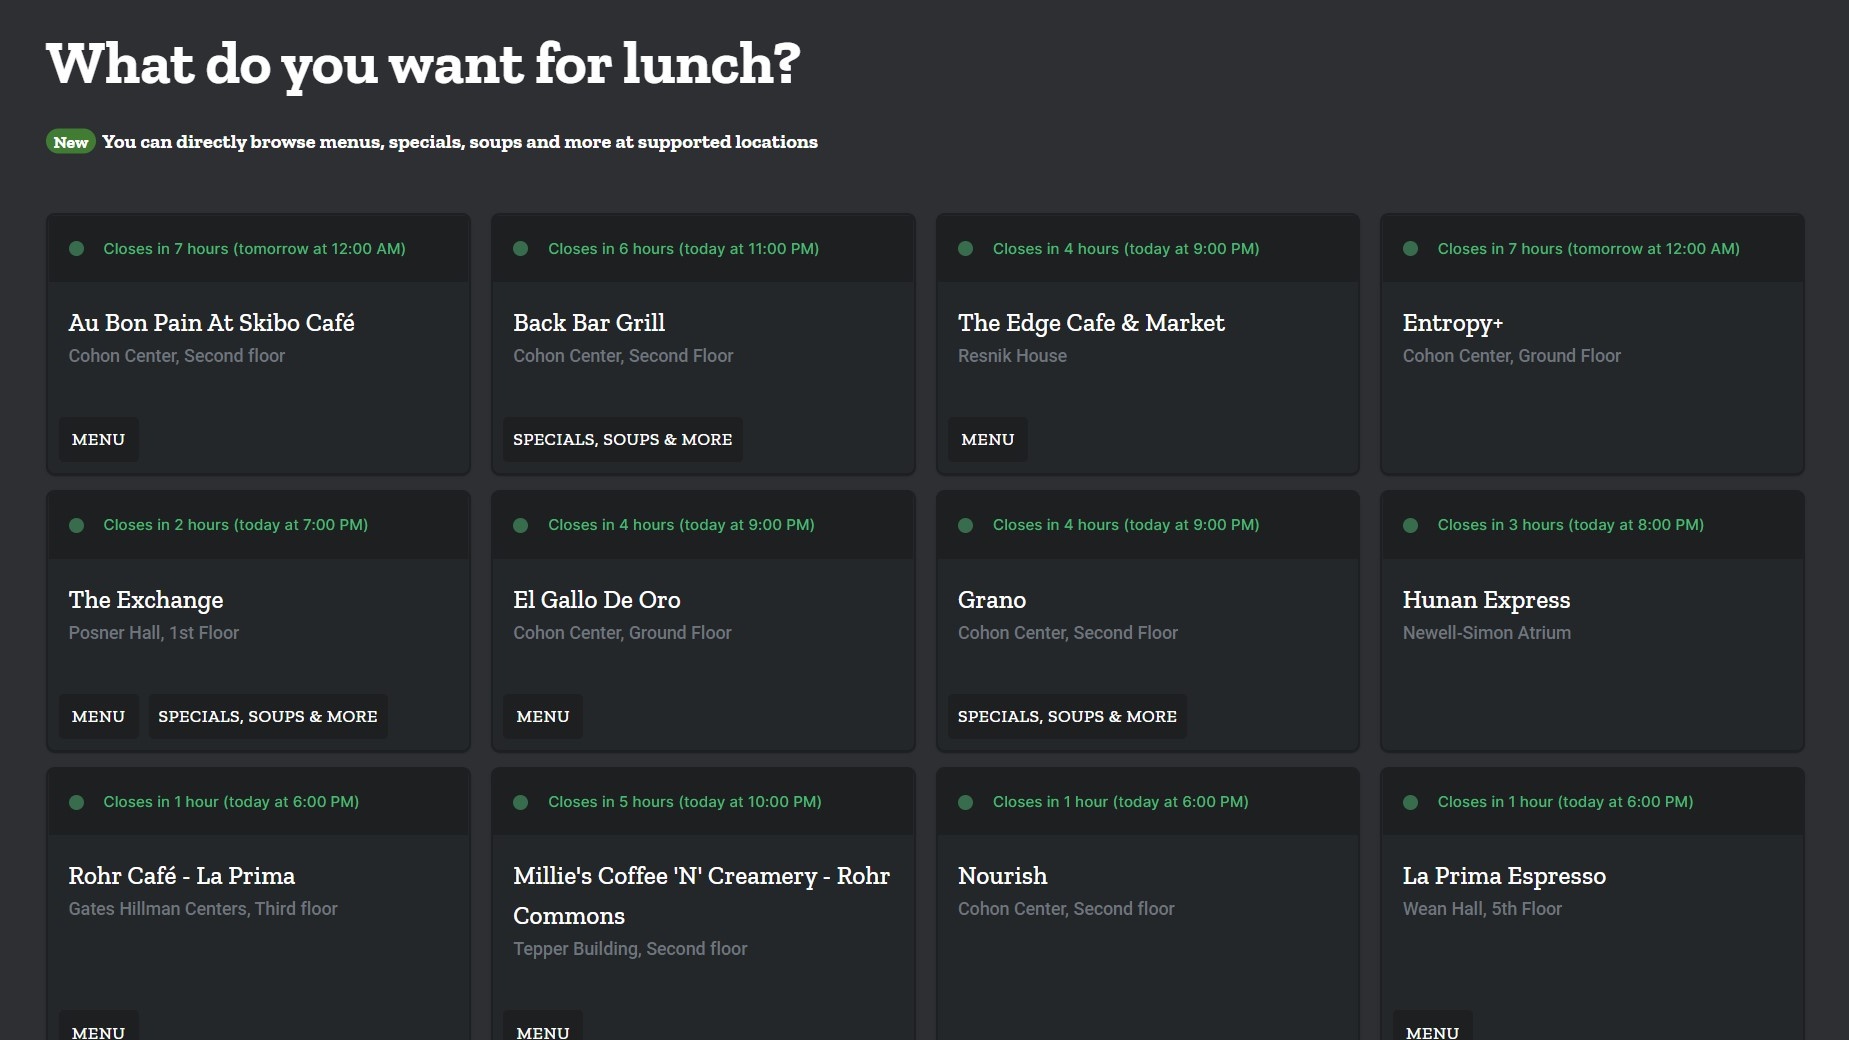 What do you want for lunch?
New You can directly browse menus, specials, soups and more at supported locations
Closes in 7 hours (tomorrow at 12:00 AM)
Au Bon Pain At Skibo Café
Cohon Center, Second floor
MENU
Closes in 6 hours (today at 11:00 PM)
Back Bar Grill
Cohon Center, Second Floor
SPECIALS, SOUPS & MORE
Closes in 4 hours (today at 9:00 PM)
The Edge Cafe & Market
Resnik House
MENU
Closes in 7 hours (tomorrow at 12:00 AM)
Entropy+
Cohon Center, Ground Floor
Closes in 2 hours (today at 7:00 PM)
The Exchange
Posner Hall, 1st Floor
MENU SPECIALS, SOUPS & MORE
Closes in 4 hours (today at 9:00 PM)
El Gallo De Oro
Cohon Center, Ground Floor
MENU
Closes in 4 hours (today at 9:00 PM)
Grano
Cohon Center, Second Floor
SPECIALS, SOUPS & MORE
Closes in 3 hours (today at 8:00 PM)
Hunan Express
Newell-Simon Atrium
Closes in 1 hour (today at 6:00 PM)
Rohr Café - La Prima
Gates Hillman Centers, Third floor
MENU
Closes in 5 hours (today at 10:00 PM)
Millie's Coffee 'N' Creamery - Rohr
Commons
Tepper Building, Second floor
MENU
Closes in 1 hour (today at 6:00 PM)
Nourish
Cohon Center, Second floor
Closes in 1 hour (today at 6:00 PM)
La Prima Espresso
Wean Hall, 5th Floor
MENU